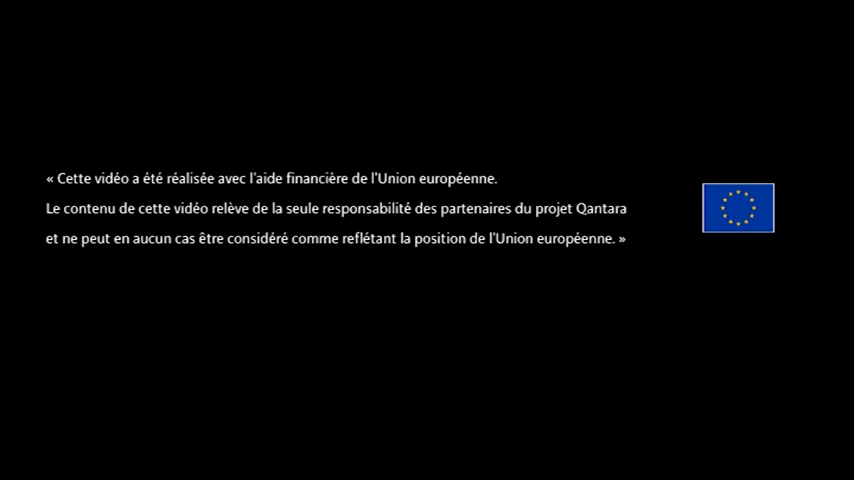 « Cette vidéo a été réalisée avec l'aide financière de l'Union européenne.
Le contenu de cette vidéo relève de la seule responsabilité des partenaires du projet Qantara
et ne peut en aucun cas être considéré comme reflétant la position de l'Union européenne. »